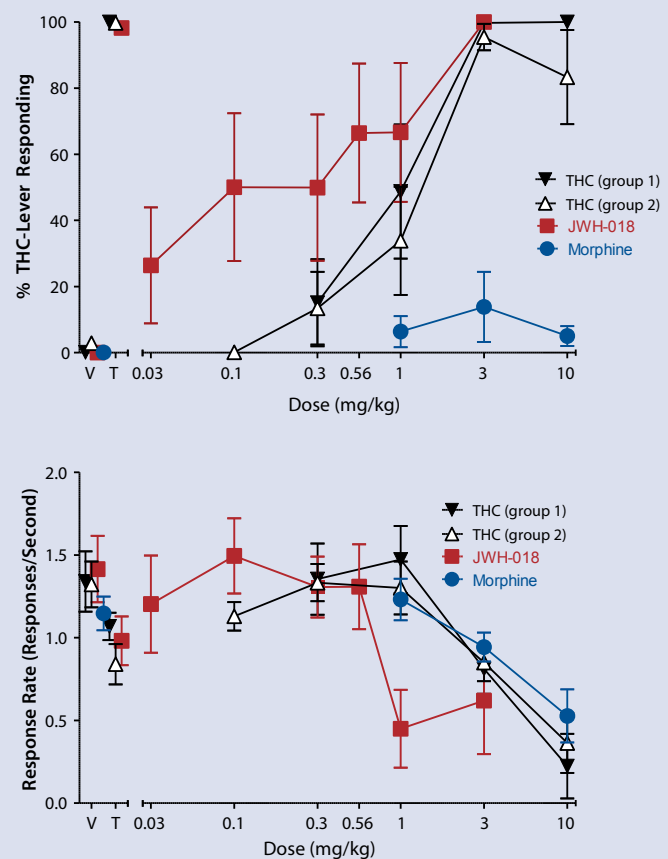 100
80
60
40
20
0
% THC-Lever Responding
V T 0.03 0.1 0.3 0.56 1 3 10
Dose (mg/kg)
THC (group 1)
THC (group 2)
JWH-018
Morphine
2.0
1.5
1.0
0.5
0.0
Response Rate (Responses/Second)
V T 0.03 0.1 0.3 0.56 1 3 10
Dose (mg/kg)
THC (group 1)
THC (group 2)
JWH-018
Morphine